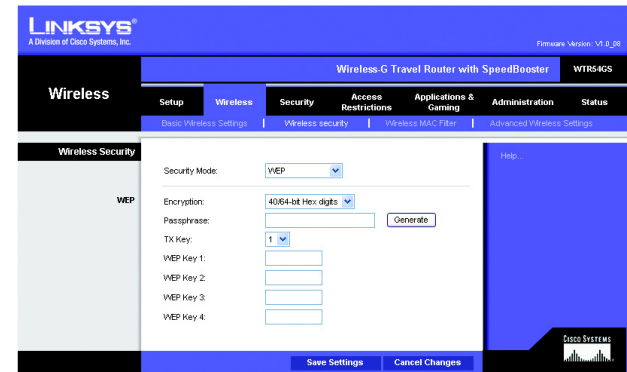 LINKSYS®
A Division of Cisco Systems, Inc.
Firmware Version: V1.0_08
Wireless-G Travel Router with SpeedBooster WTR54GS
Wireless
Setup Wireless Security Access Restrictions Applications & Gaming Administration Status
Basic Wireless Settings | Wireless security | Wireless MAC Filter | Advanced Wireless Settings
Wireless Security
Help...
Security Mode: WEP
WEP
Encryption: 40/64-bit Hex digits
Passphrase: Generate
TX Key: 1
WEP Key 1:
WEP Key 2:
WEP Key 3:
WEP Key 4:
CISCO SYSTEMS
Save Settings Cancel Changes